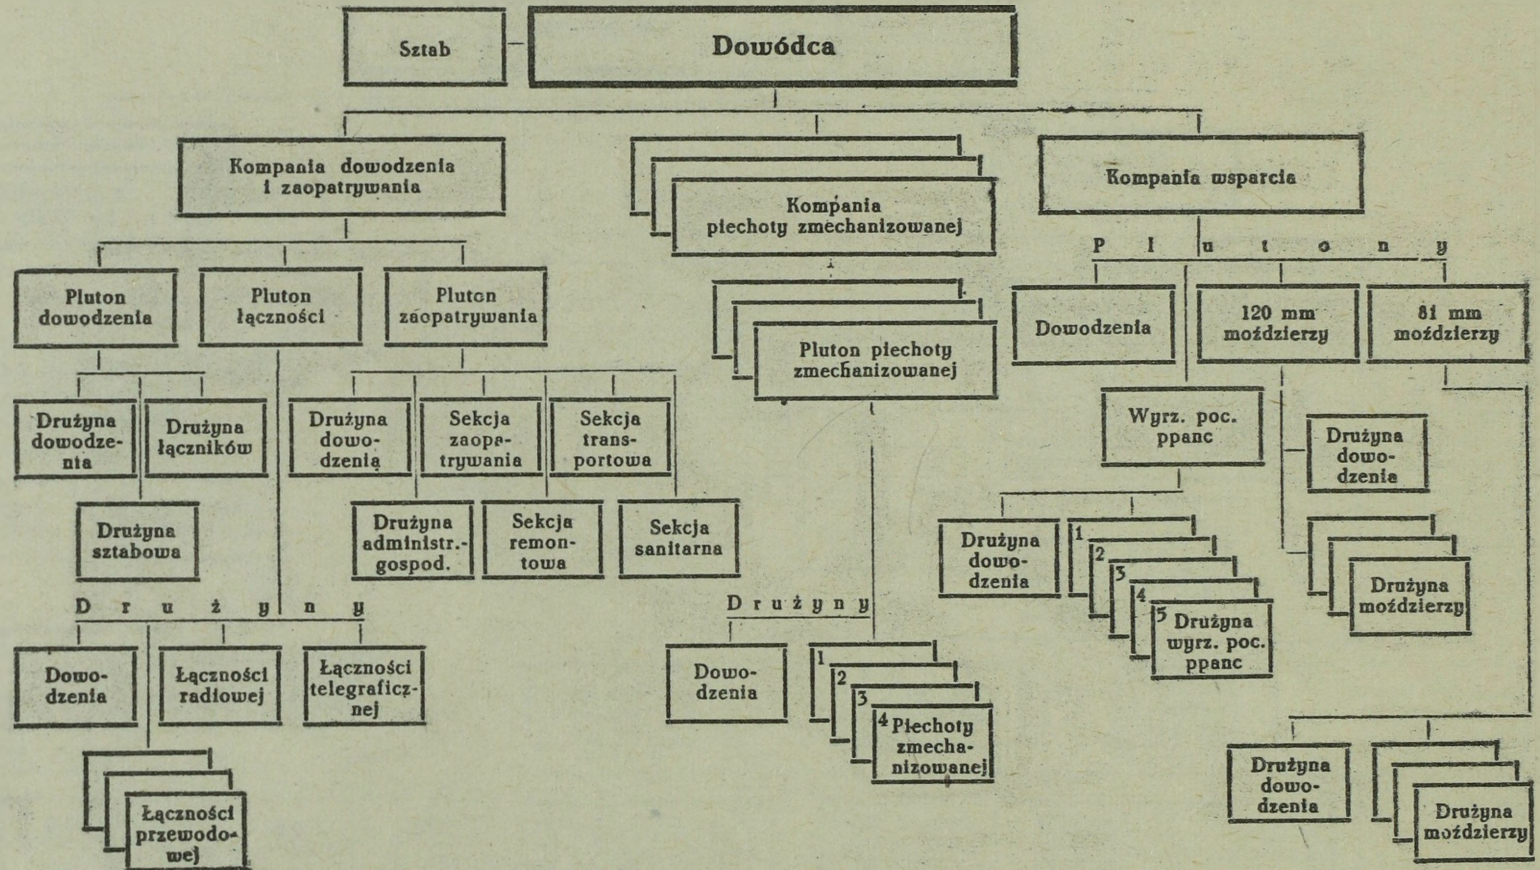 Sztab
Dowódca
Kompania dowodzenia
i zaopatrywania
Kompania
piechoty zmechanizowanej
Kompania wsparcia
Plutony
Pluton
dowodzenia
Pluton
łączności
Pluton
zaopatrywania
Pluton piechoty
zmechanizowanej
Dowodzenia
120 mm
moździerzy
81 mm
moździerzy
Drużyna
dowodze-
nia
Drużyna
łączników
Drużyna
dowo-
dzenia
Sekcja
zaopa-
trywania
Sekcja
trans-
portowa
Wyrz. poc.
ppanc
Drużyna
dowo-
dzenia
Drużyna
sztabowa
Drużyna
administr.-
gospod.
Sekcja
remon-
towa
Sekcja
sanitarna
Drużyna
dowo-
dzenia
1
2
3
4
5 Drużyna
wyrz. poc.
ppanc
Drużyna
moździerzy
Drużyny
Dowo-
dzenia
Łączności
radiowej
Łączności
telegraficz-
nej
Łączności
przewodo-
wej
Drużyny
Dowo-
dzenia
1
2
3
4 Piechoty
zmecha-
nizowanej
Drużyna
dowo-
dzenia
Drużyna
moździerzy